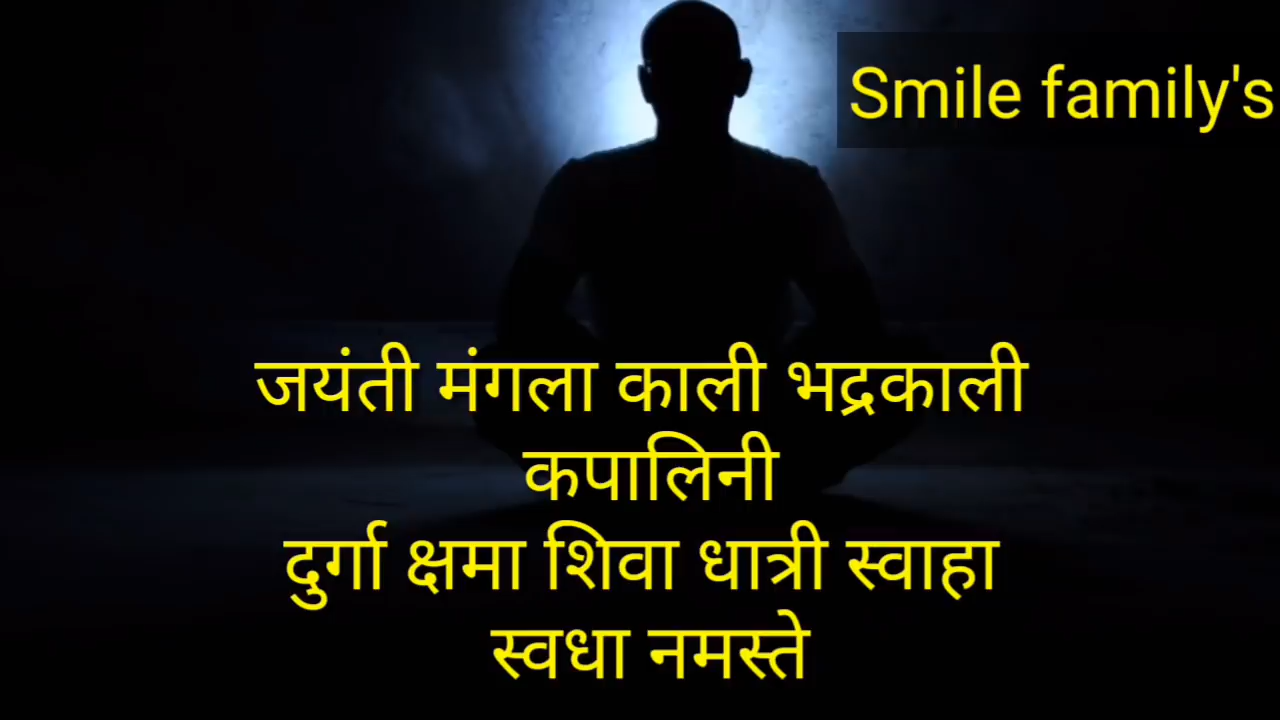 Smile family's
जयंती मंगला काली भद्रकाली
कपालिनी
दुर्गा क्षमा शिवा धात्री स्वाहा
स्वधा नमस्ते